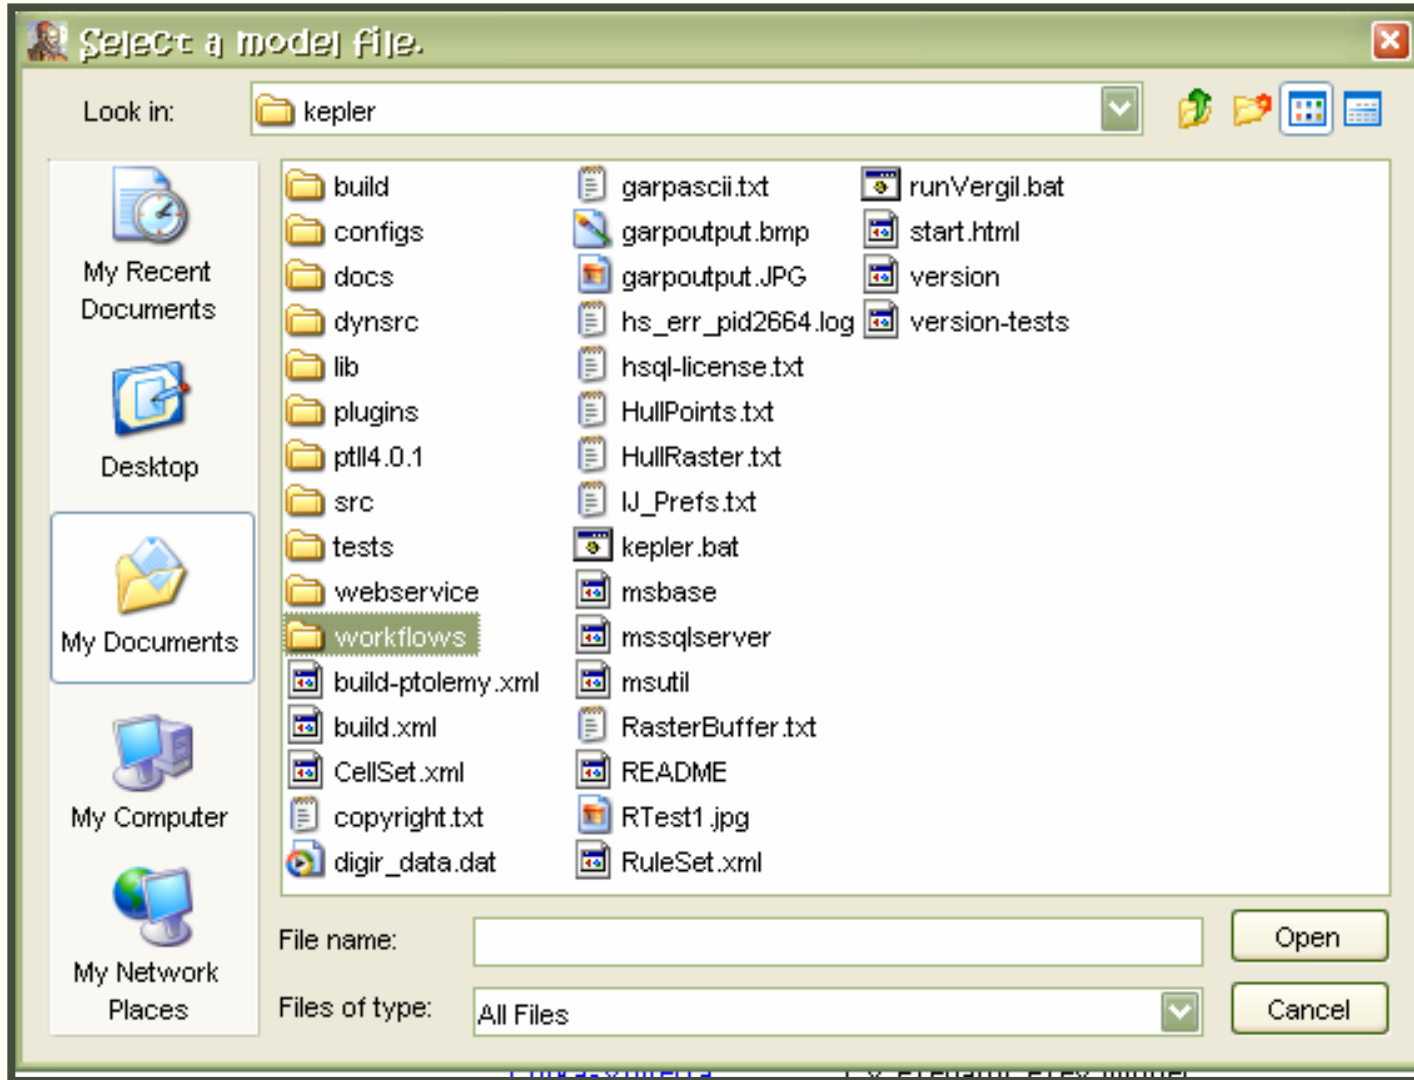 Select a model file.
Look in:
kepler
My Recent
Documents
Desktop
My Documents
My Computer
My Network
Places
build
configs
docs
dynsrc
lib
plugins
ptII4.0.1
src
tests
webservice
workflows
build-ptolemy.xml
build.xml
CellSet.xml
copyright.txt
digir_data.dat
garpascii.txt
garpoutput.bmp
garpoutput.JPG
hs_err_pid2664.log
hsql-license.txt
HullPoints.txt
HullRaster.txt
IJ_Prefs.txt
kepler.bat
msbase
mssqlserver
msutil
RasterBuffer.txt
README
RTest1.jpg
RuleSet.xml
runVergil.bat
start.html
version
version-tests
File name:
Open
Files of type:
All Files
Cancel